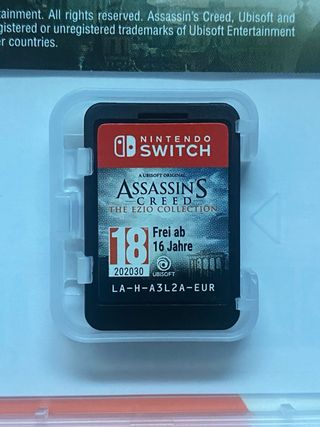 tainment. All rights reserved. Assassin's Creed, Ubisoft and
gistered or unregistered trademarks of Ubisoft Entertainment
er countries.
NINTENDO
SWITCH
A UBISOFT ORIGINAL
ASSASSIN'S
CREED
THE EZIO COLLECTION
18 Frei ab
16 Jahre
202030
UBISOFT
LA-H-A3L2A-EUR